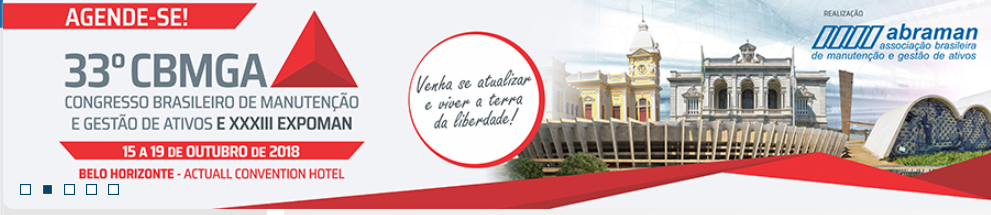 AGENDE-SE!
33º CBMGA
CONGRESSO BRASILEIRO DE MANUTENÇÃO
E GESTÃO DE ATIVOS E XXXIII EXPOMAN
15 A 19 DE OUTUBRO DE 2018
BELO HORIZONTE - ACTUALL CONVENTION HOTEL
Venha se atualizar
e viver a terra
da liberdade!
REALIZAÇÃO
abraman
associação brasileira
de manutenção e gestão de ativos